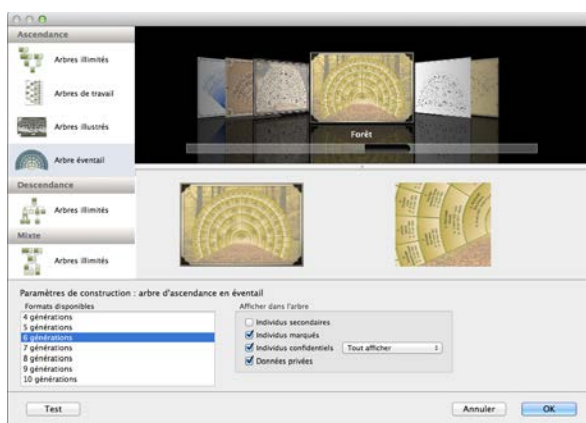 Ascendance
Arbres illimités
Arbres de travail
Arbres illustrés
Arbre éventail
Descendance
Arbres illimités
Mixte
Arbres illimités
Forêt
Paramètres de construction : arbre d'ascendance en éventail
Formats disponibles
4 générations
5 générations
6 générations
7 générations
8 générations
9 générations
10 générations
Afficher dans l'arbre
Individus secondaires
Individus marqués
Individus confidentiels Tout afficher
Données privées
Test Annuler OK